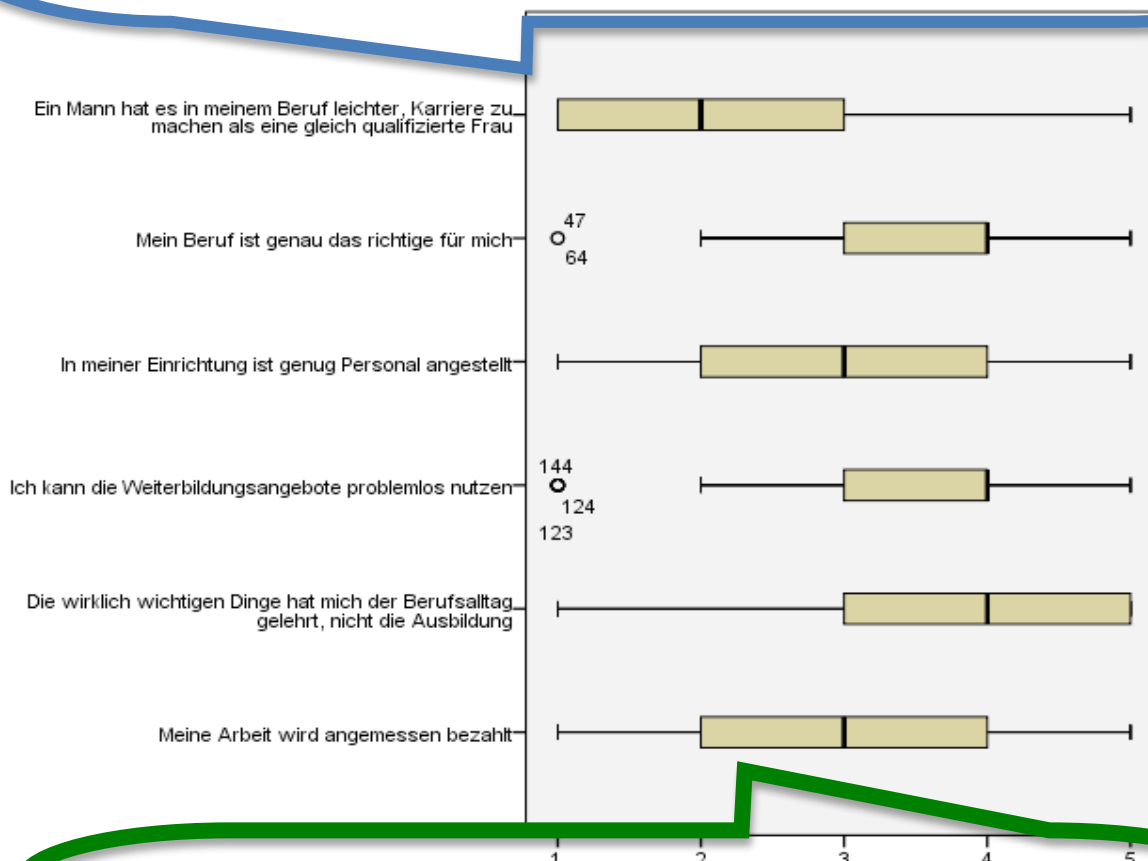 Ein Mann hat es in meinem Beruf leichter, Karriere zu
machen als eine gleich qualifizierte Frau
47
Mein Beruf ist genau das richtige für mich
64
In meiner Einrichtung ist genug Personal angestellt
144
Ich kann die Weiterbildungsangebote problemlos nutzen
124
123
Die wirklich wichtigen Dinge hat mich der Berufsalltag
gelehrt, nicht die Ausbildung
Meine Arbeit wird angemessen bezahlt
1 2 3 4 5